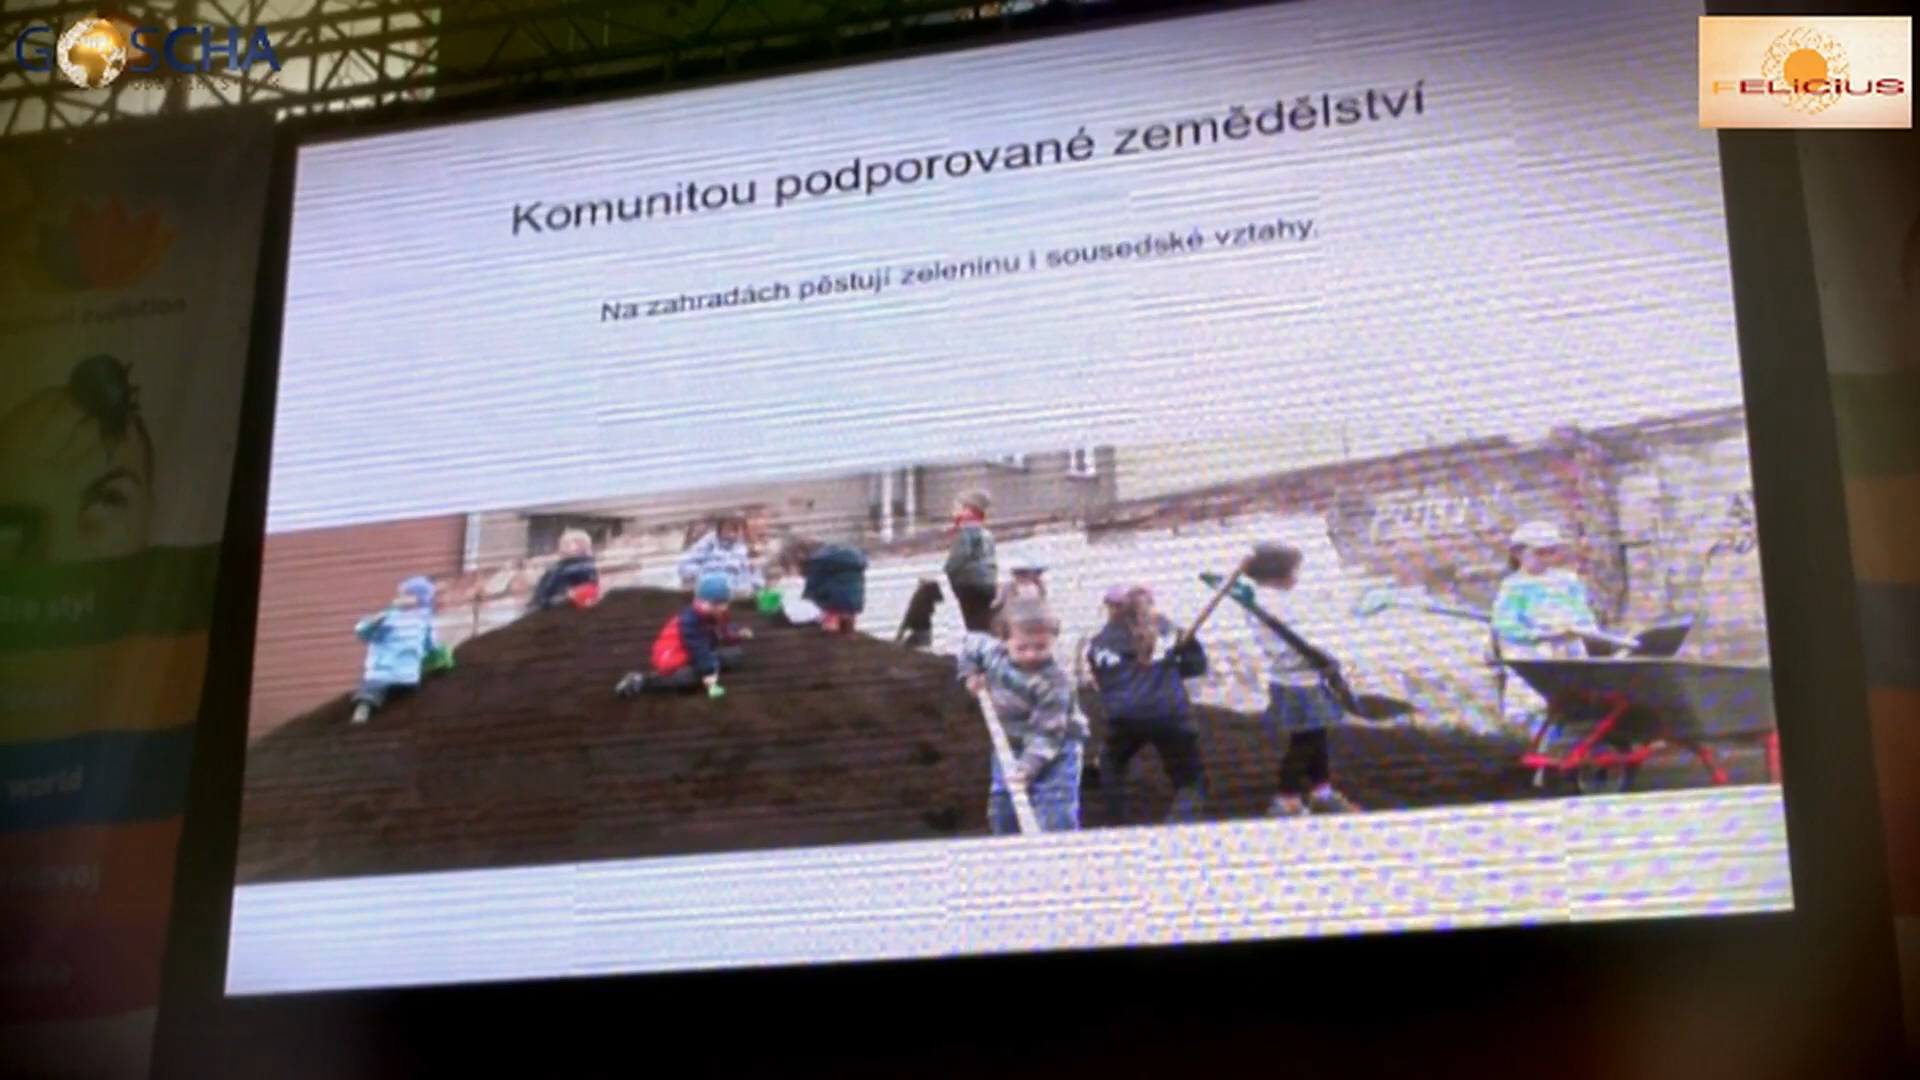 GOSCHA
FELiCiUS
Komunitou podporované zemědělství
Na zahradách pěstují zeleninu i sousedské vztahy.
world